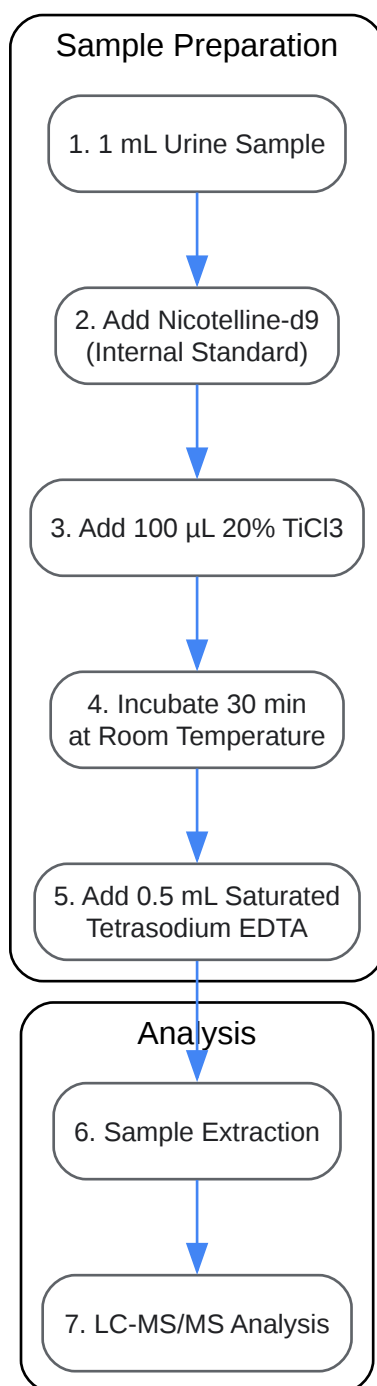 Sample Preparation
1. 1 mL Urine Sample
2. Add Nicotelline-d9
(Internal Standard)
3. Add 100 µL 20% TiCl3
4. Incubate 30 min
at Room Temperature
5. Add 0.5 mL Saturated
Tetrasodium EDTA
Analysis
6. Sample Extraction
7. LC-MS/MS Analysis